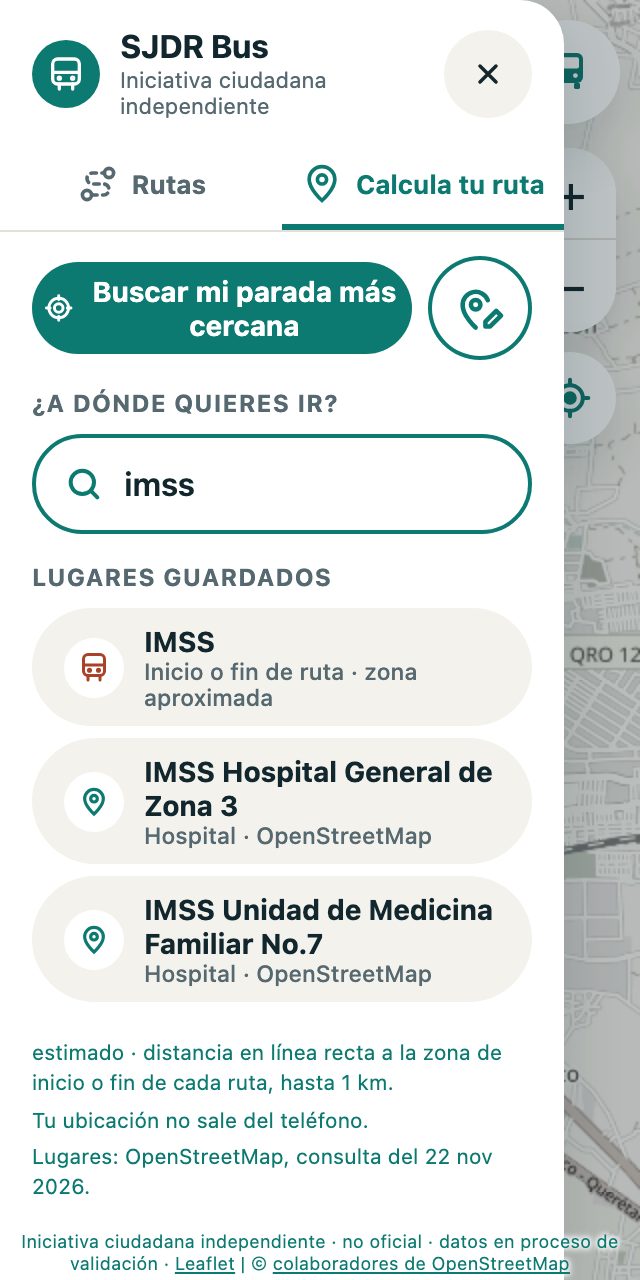 SJDR Bus
Iniciativa ciudadana
independiente
Rutas
Calcula tu ruta
Buscar mi parada más
cercana
¿A DÓNDE QUIERES IR?
imss
LUGARES GUARDADOS
IMSS
Inicio o fin de ruta · zona
aproximada
QRO 12
IMSS Hospital General de
Zona 3
Hospital · OpenStreetMap
IMSS Unidad de Medicina
Familiar No.7
Hospital · OpenStreetMap
estimado · distancia en línea recta a la zona de
inicio o fin de cada ruta, hasta 1 km.
Tu ubicación no sale del teléfono.
Lugares: OpenStreetMap, consulta del 22 nov
2026.
Iniciativa ciudadana independiente · no oficial · datos en proceso de
validación · Leaflet | © colaboradores de OpenStreetMap